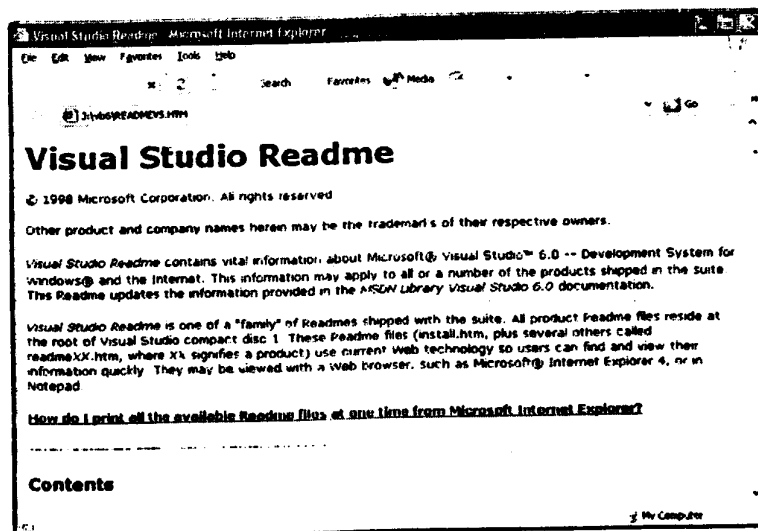 Visual Studio Readme - Microsoft Internet Explorer
File Edit View Favorites Tools Help
Search Favorites Media
J:\vb6\READMEVS.HTM Go
Visual Studio Readme
© 1998 Microsoft Corporation. All rights reserved
Other product and company names herein may be the trademarks of their respective owners.
Visual Studio Readme contains vital information about Microsoft® Visual Studio™ 6.0 -- Development System for
Windows® and the Internet. This information may apply to all or a number of the products shipped in the suite.
This Readme updates the information provided in the MSDN Library Visual Studio 6.0 documentation.
Visual Studio Readme is one of a "family" of Readmes shipped with the suite. All product Readme files reside at
the root of Visual Studio compact disc 1. These Readme files (install.htm, plus several others called
readmeXX.htm, where XX signifies a product) use current Web technology so users can find and view their
information quickly. They may be viewed with a Web browser, such as Microsoft® Internet Explorer 4, or in
Notepad
How do I print all the available Readme files at one time from Microsoft Internet Explorer?
Contents
My Computer